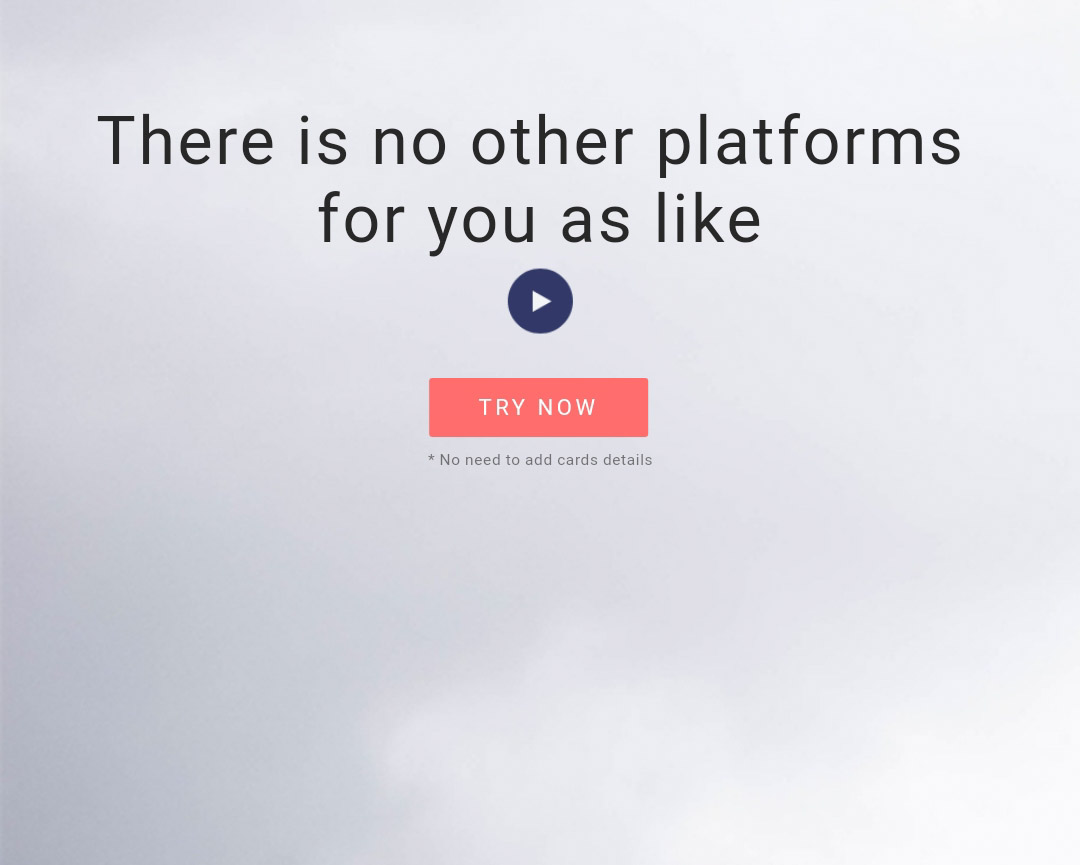 There is no other platforms
for you as like
TRY NOW
* No need to add cards details